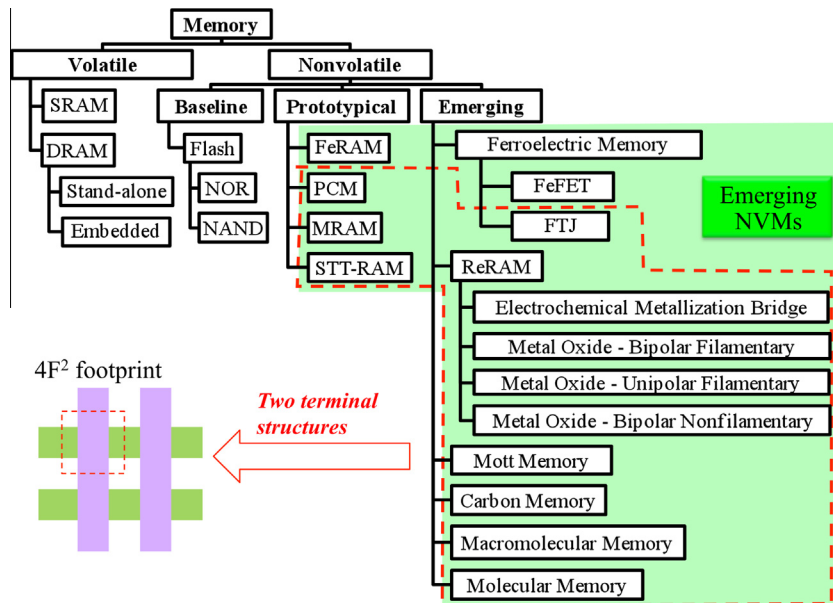 Memory
Volatile
Nonvolatile
SRAM
DRAM
Stand-alone
Embedded
Baseline
Flash
NOR
NAND
Prototypical
FeRAM
PCM
MRAM
STT-RAM
Emerging
Ferroelectric Memory
FeFET
FTJ
ReRAM
Electrochemical Metallization Bridge
Metal Oxide - Bipolar Filamentary
Metal Oxide - Unipolar Filamentary
Metal Oxide - Bipolar Nonfilamentary
Mott Memory
Carbon Memory
Macromolecular Memory
Molecular Memory
Emerging
NVMs
4F² footprint
Two terminal
structures